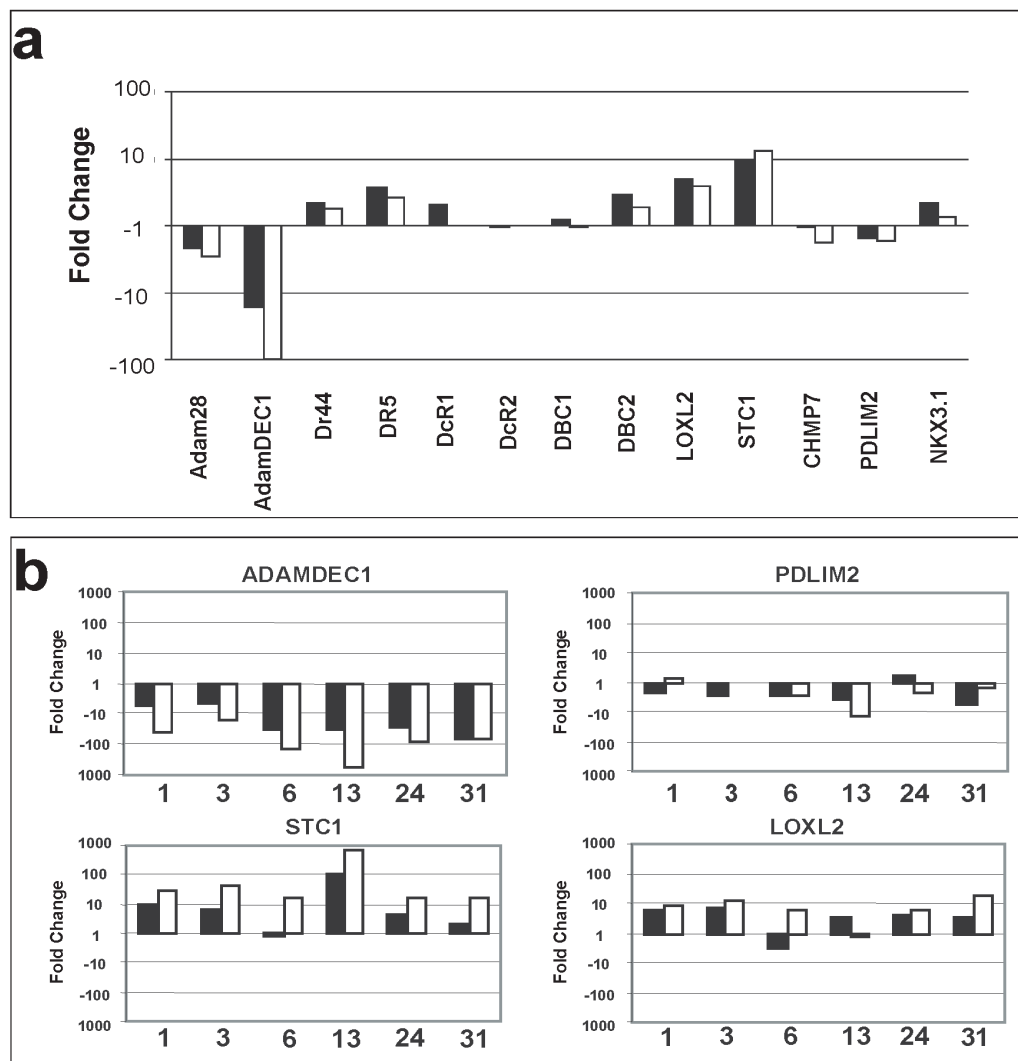 a
Fold Change
100
10
-1
-10
-100
Adam28
AdamDEC1
Dr44
DR5
DcR1
DcR2
DBC1
DBC2
LOXL2
STC1
CHMP7
PDLIM2
NKX3.1
b
ADAMDEC1
Fold Change
1000
100
10
1
-10
-100
1000
1 3 6 13 24 31
PDLIM2
Fold Change
1000
100
10
1
-10
-100
1000
1 3 6 13 24 31
STC1
Fold Change
1000
100
10
1
-10
-100
1000
1 3 6 13 24 31
LOXL2
Fold Change
1000
100
10
1
-10
-100
1000
1 3 6 13 24 31